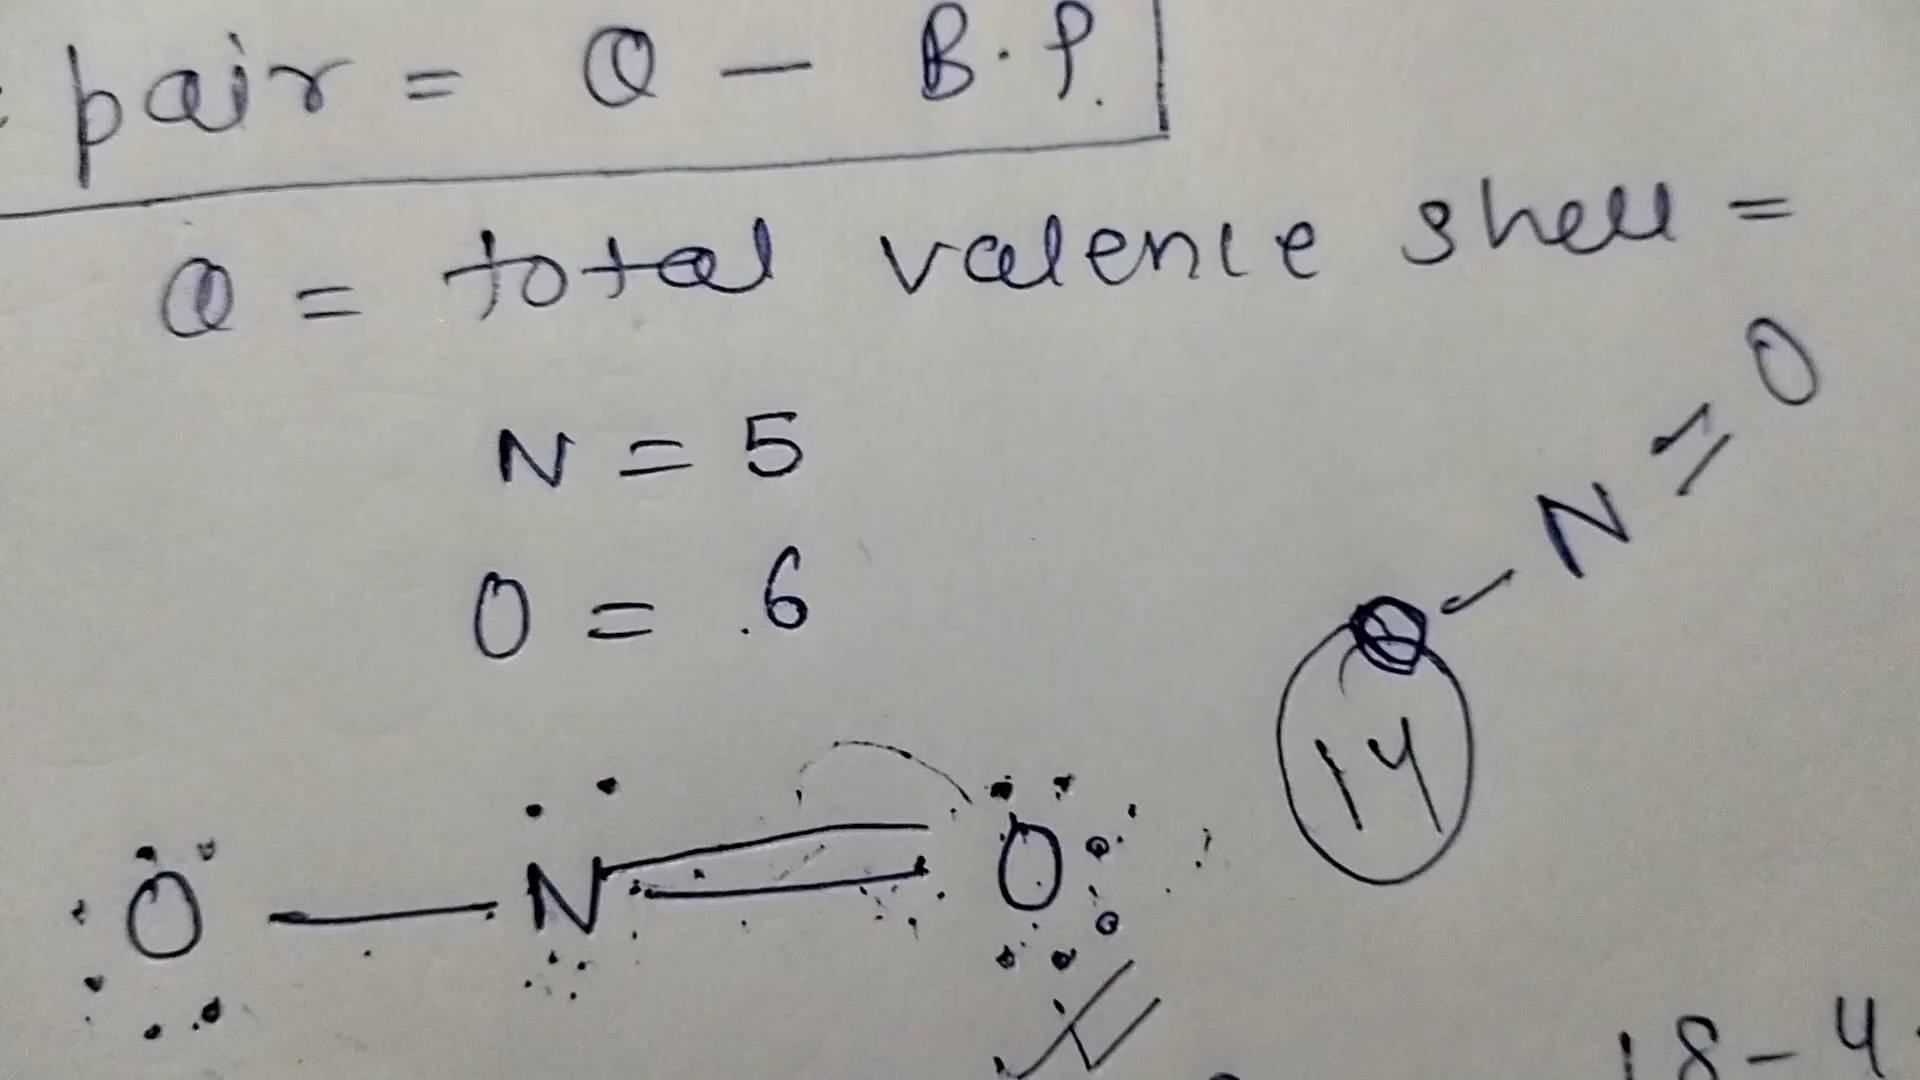 pair = Q - B.P.
Q = total valence shell =
N = 5
O = 6
O - N = O
14
O — N = O
18 - 4